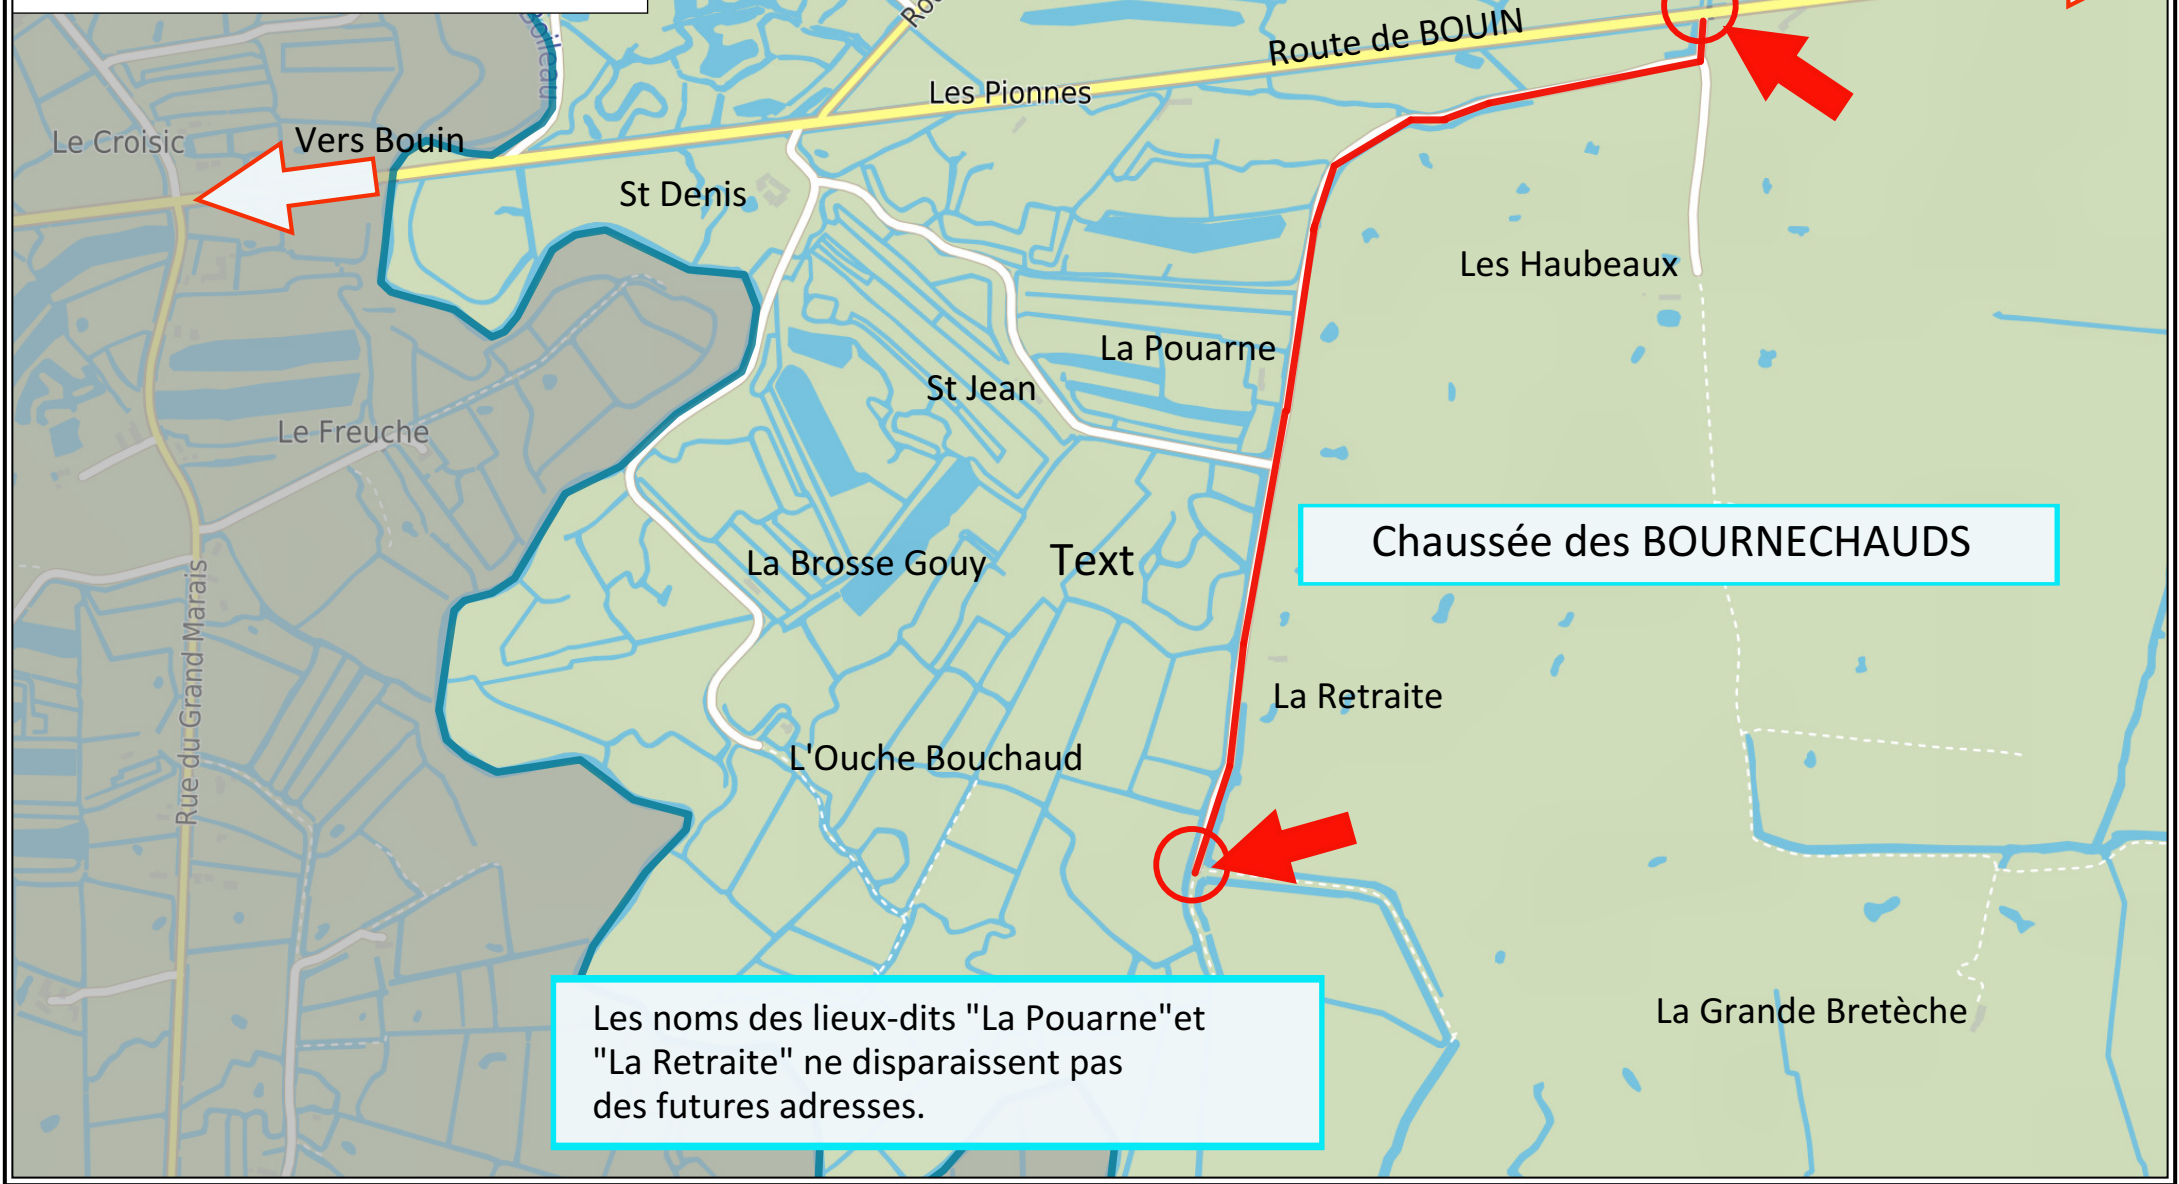 Route de BOUIN
Les Pionnes
Le Croisic
Vers Bouin
St Denis
Les Haubeaux
La Pouarne
St Jean
Le Freuche
Chaussée des BOURNECHAUDS
La Brosse Gouy
Text
Rue du Grand Marais
La Retraite
L'Ouche Bouchaud
La Grande Bretèche
Les noms des lieux-dits "La Pouarne"et
"La Retraite" ne disparaissent pas
des futures adresses.